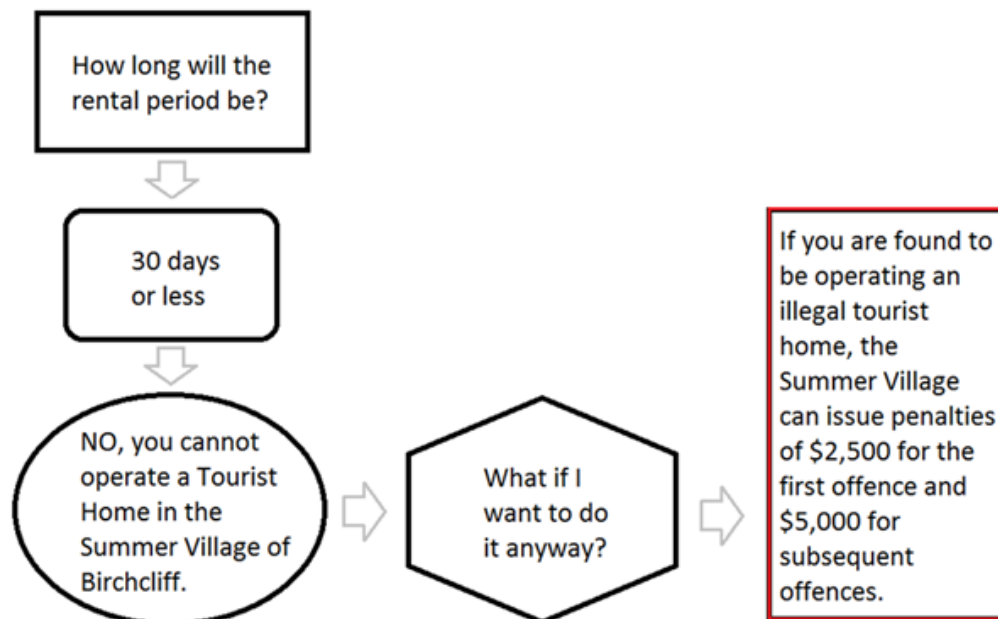 How long will the
rental period be?
30 days
or less
NO, you cannot
operate a Tourist
Home in the
Summer Village of
Birchcliff.
What if I
want to do
it anyway?
If you are found to
be operating an
illegal tourist
home, the
Summer Village
can issue penalties
of $2,500 for the
first offence and
$5,000 for
subsequent
offences.